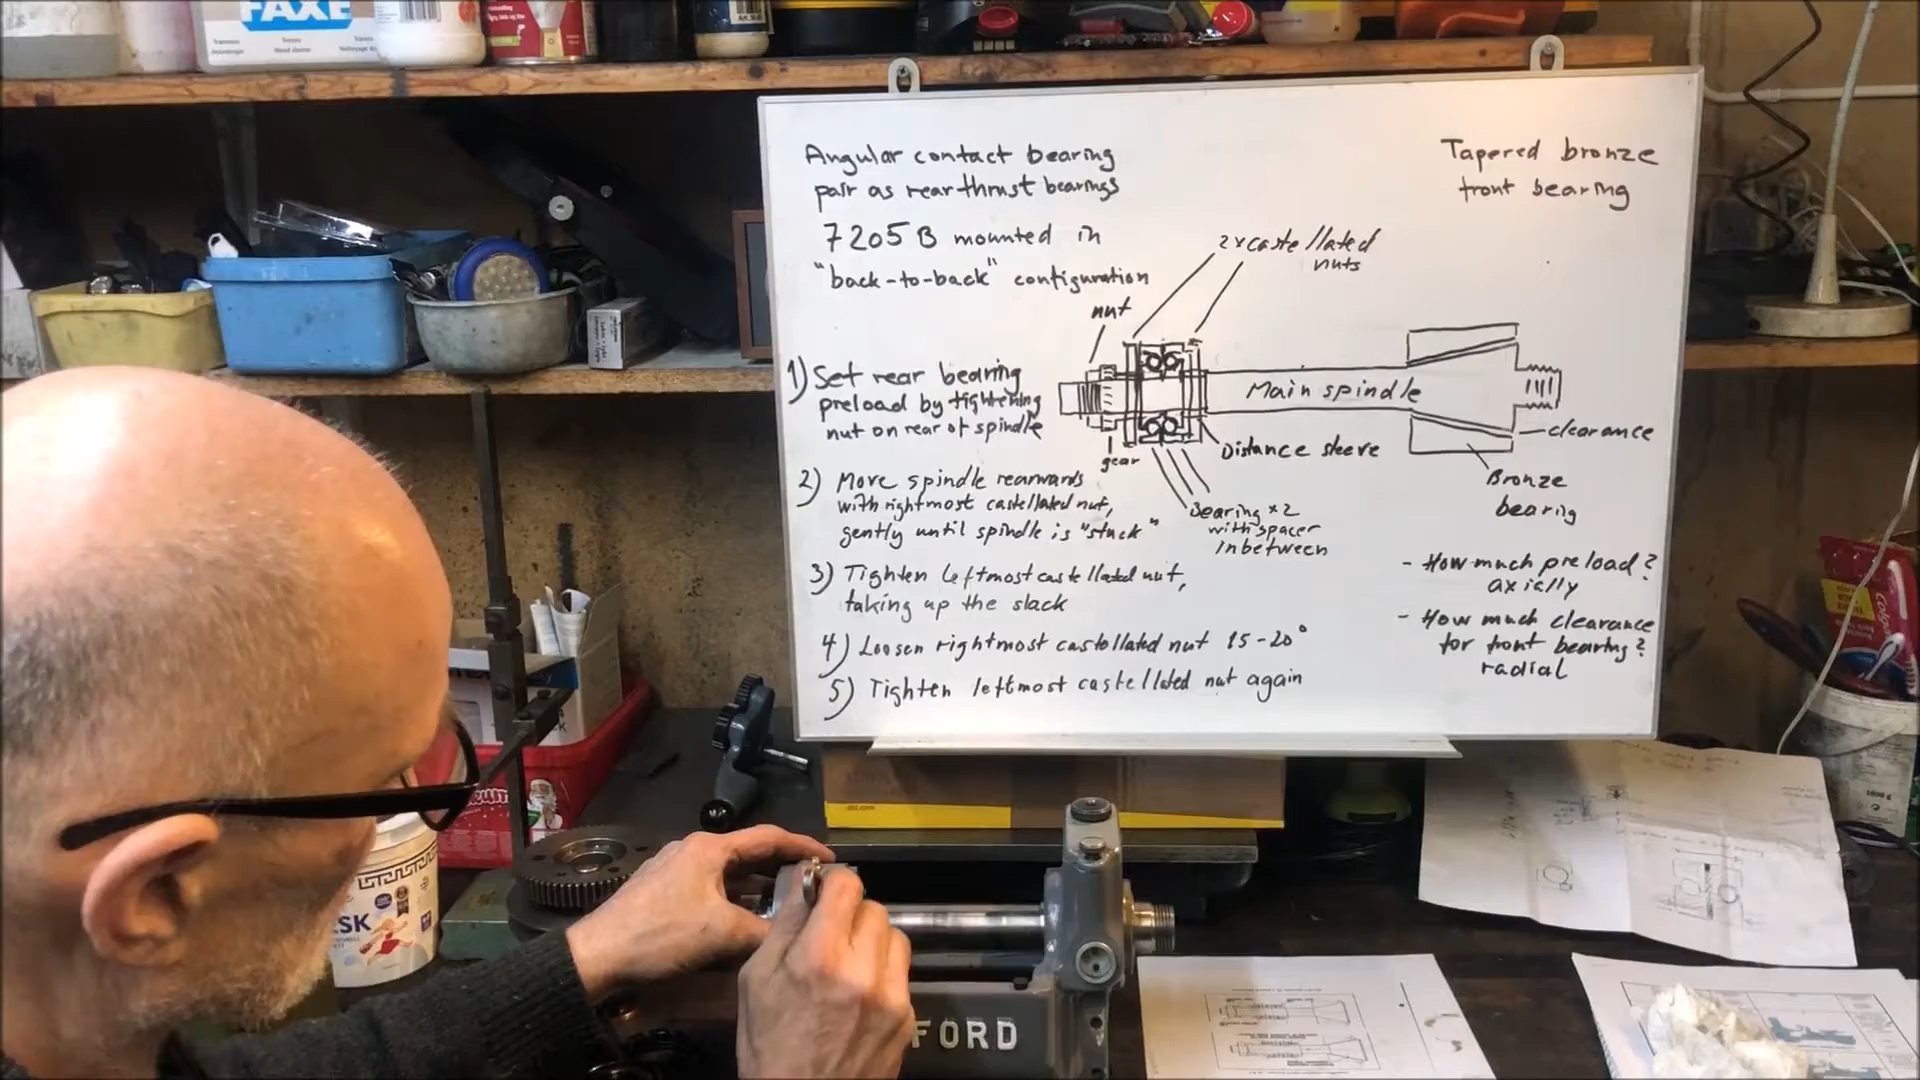 FAXE
Angular contact bearing
pair as rear thrust bearings
7205 B mounted in
"back-to-back" configuration
Tapered bronze
front bearing
2x castellated
nuts
nut
1) Set rear bearing
preload by tightening
nut on rear of spindle
Main spindle
clearance
gear
Distance sleeve
Bronze
bearing
Bearing x2
with spacer
inbetween
2) Move spindle rearwards
with rightmost castellated nut,
gently until spindle is "stuck"
3) Tighten leftmost castellated nut,
taking up the slack
4) Loosen rightmost castellated nut 15-20°
5) Tighten leftmost castellated nut again
- How much preload?
axially
- How much clearance
for front bearing?
radial
Colgate
SK
FORD